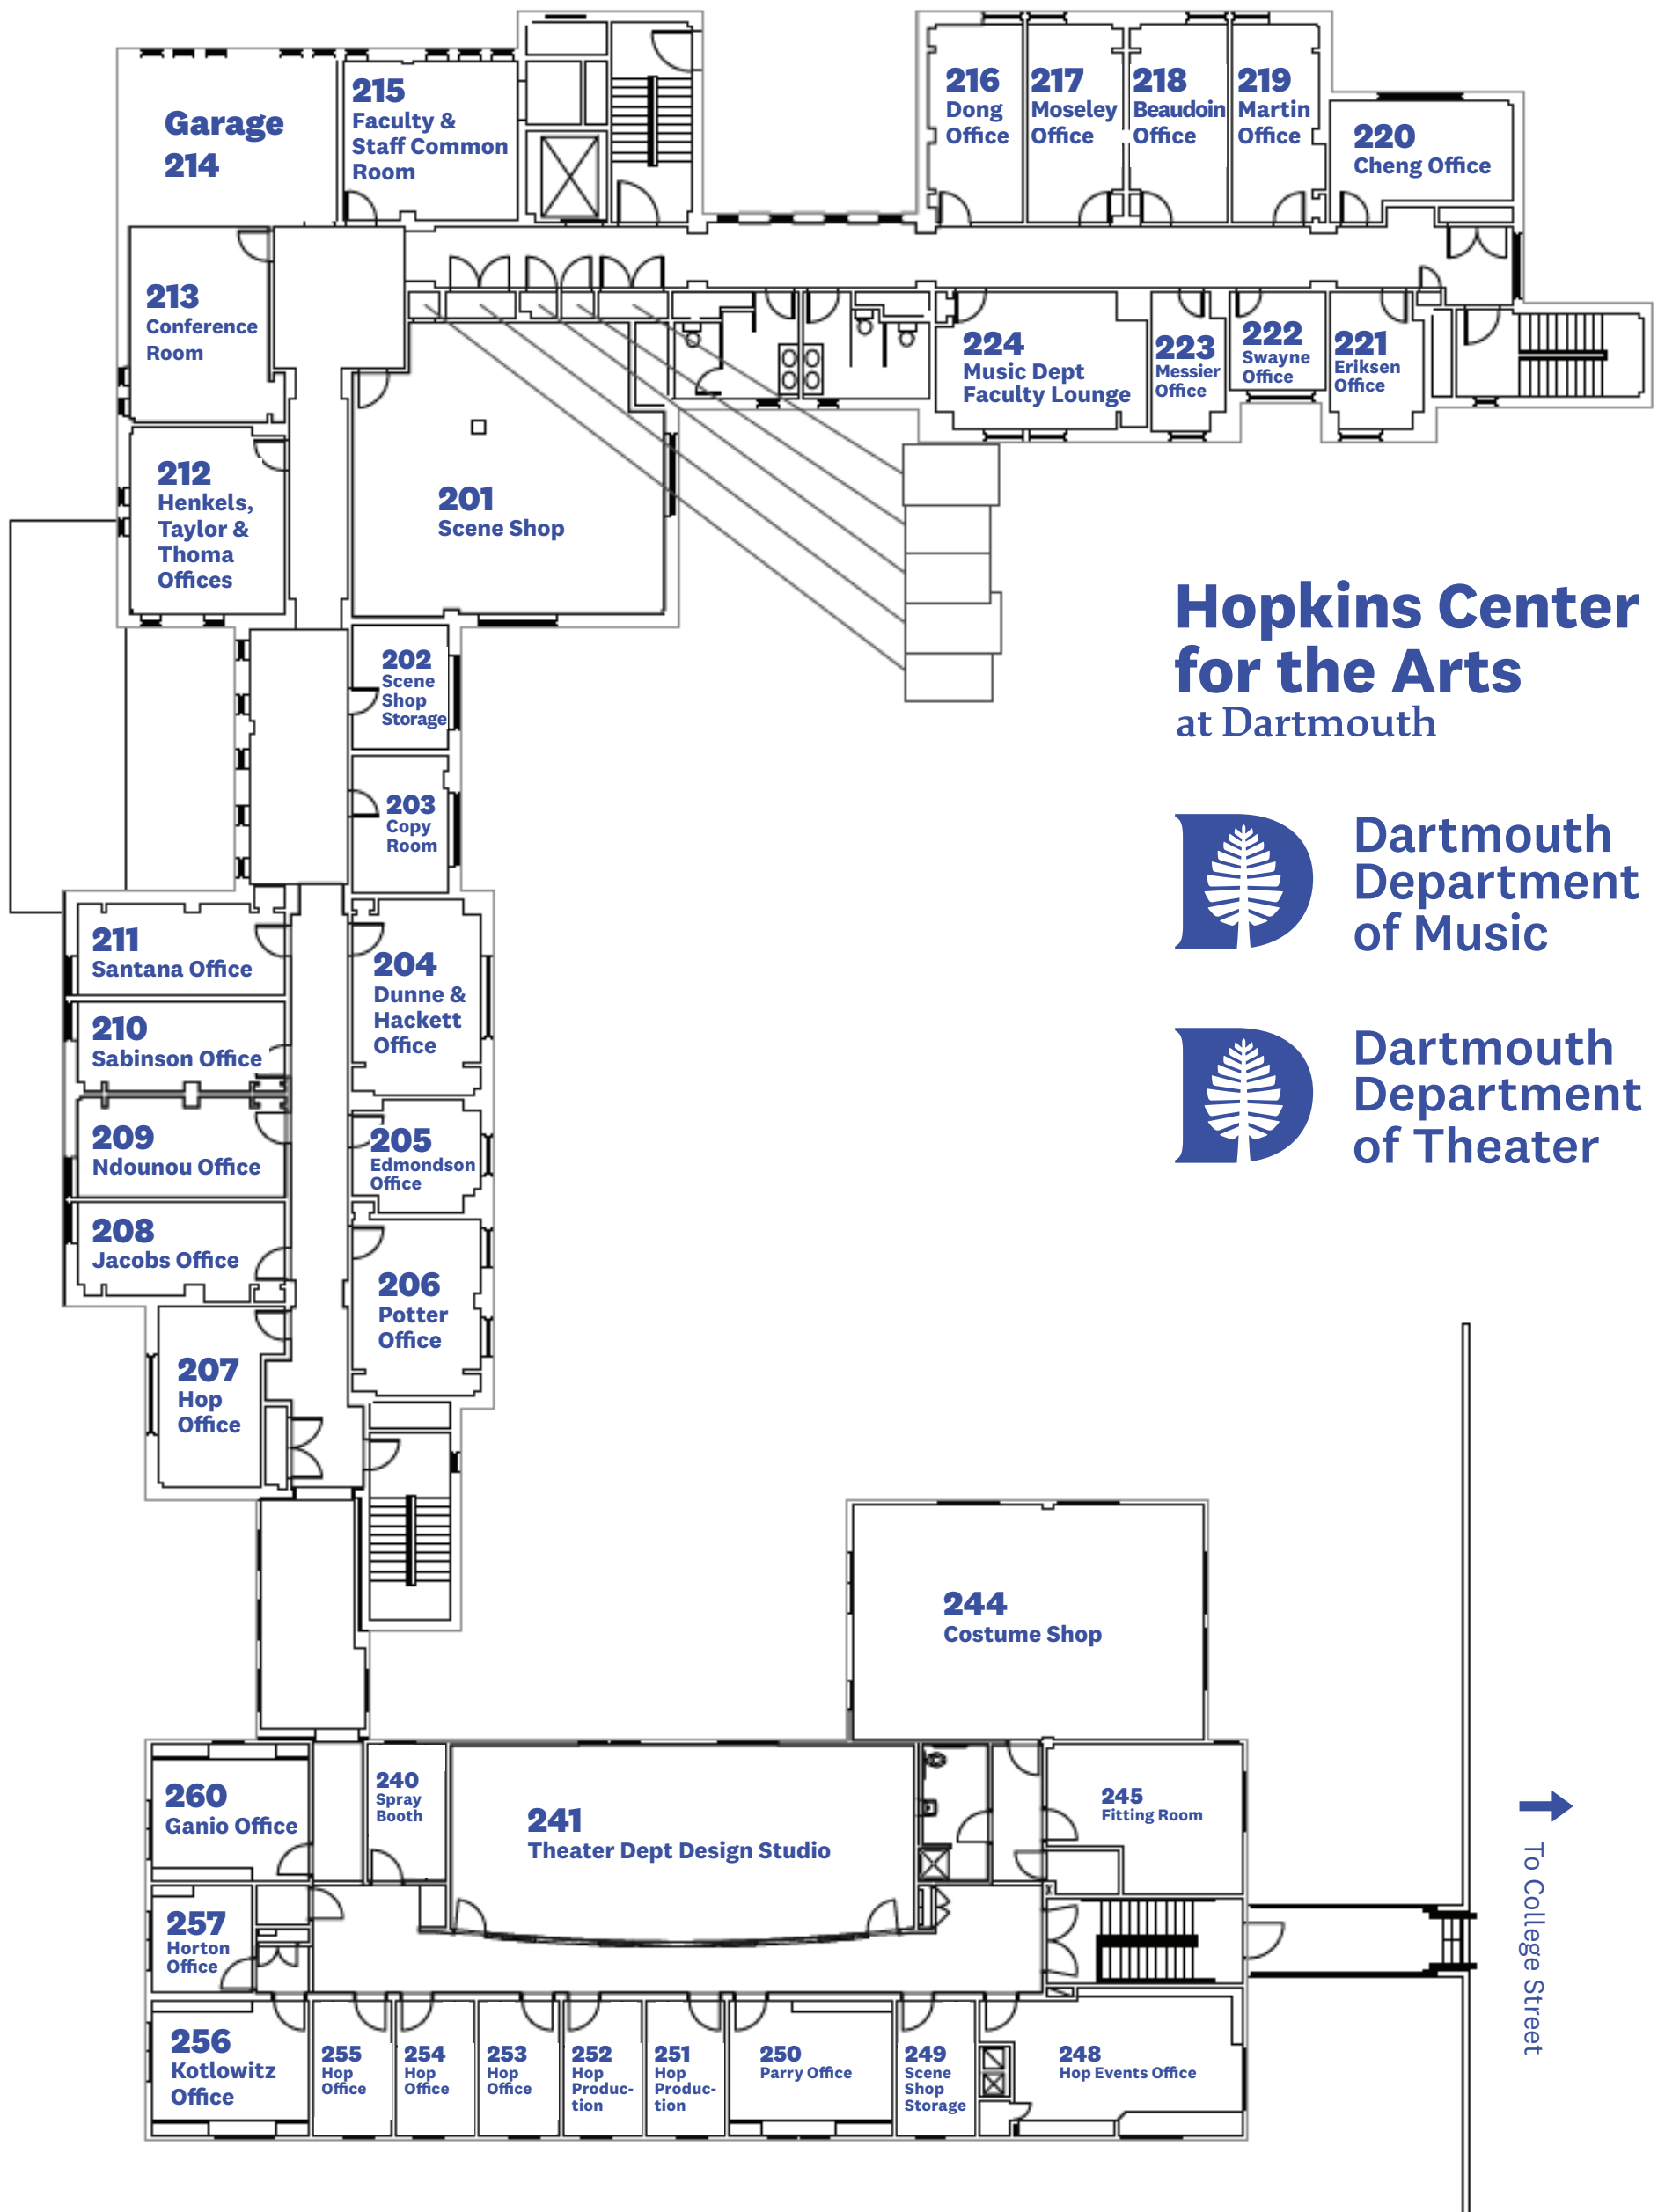 Garage
214
215
Faculty &
Staff Common
Room
216
Dong
Office
217
Moseley
Office
218
Beaudoin
Office
219
Martin
Office
220
Cheng Office
213
Conference
Room
224
Music Dept
Faculty Lounge
223
Messier
Office
222
Swayne
Office
221
Eriksen
Office
212
Henkels,
Taylor &
Thoma
Offices
201
Scene Shop
Hopkins Center
for the Arts
at Dartmouth
202
Scene
Shop
Storage
203
Copy
Room
Dartmouth
Department
of Music
211
Santana Office
204
Dunne &
Hackett
Office
210
Sabinson Office
Dartmouth
Department
of Theater
209
Ndounou Office
205
Edmondson
Office
208
Jacobs Office
206
Potter
Office
207
Hop
Office
244
Costume Shop
260
Ganio Office
240
Spray
Booth
241
Theater Dept Design Studio
245
Fitting Room
To College Street
257
Horton
Office
256
Kotlowitz
Office
255
Hop
Office
254
Hop
Office
253
Hop
Office
252
Hop
Produc-
tion
251
Hop
Produc-
tion
250
Parry Office
249
Scene
Shop
Storage
248
Hop Events Office